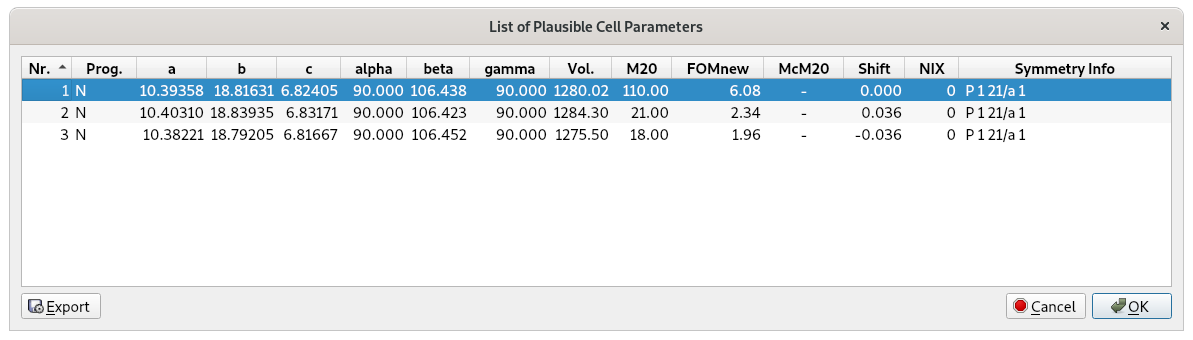 List of Plausible Cell Parameters ×
Nr. Prog. a b c alpha beta gamma Vol. M20 FOMnew McM20 Shift NIX Symmetry Info
1 N 10.39358 18.81631 6.82405 90.000 106.438 90.000 1280.02 110.00 6.08 - 0.000 0 P 1 21/a 1
2 N 10.40310 18.83935 6.83171 90.000 106.423 90.000 1284.30 21.00 2.34 - 0.036 0 P 1 21/a 1
3 N 10.38221 18.79205 6.81667 90.000 106.452 90.000 1275.50 18.00 1.96 - -0.036 0 P 1 21/a 1
Export Cancel OK